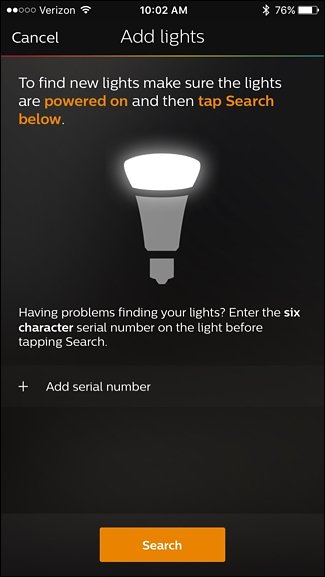 Verizon 10:02 AM 76%
Cancel Add lights
To find new lights make sure the lights
are powered on and then tap Search
below.
Having problems finding your lights? Enter the six
character serial number on the light before
tapping Search.
+ Add serial number
Search